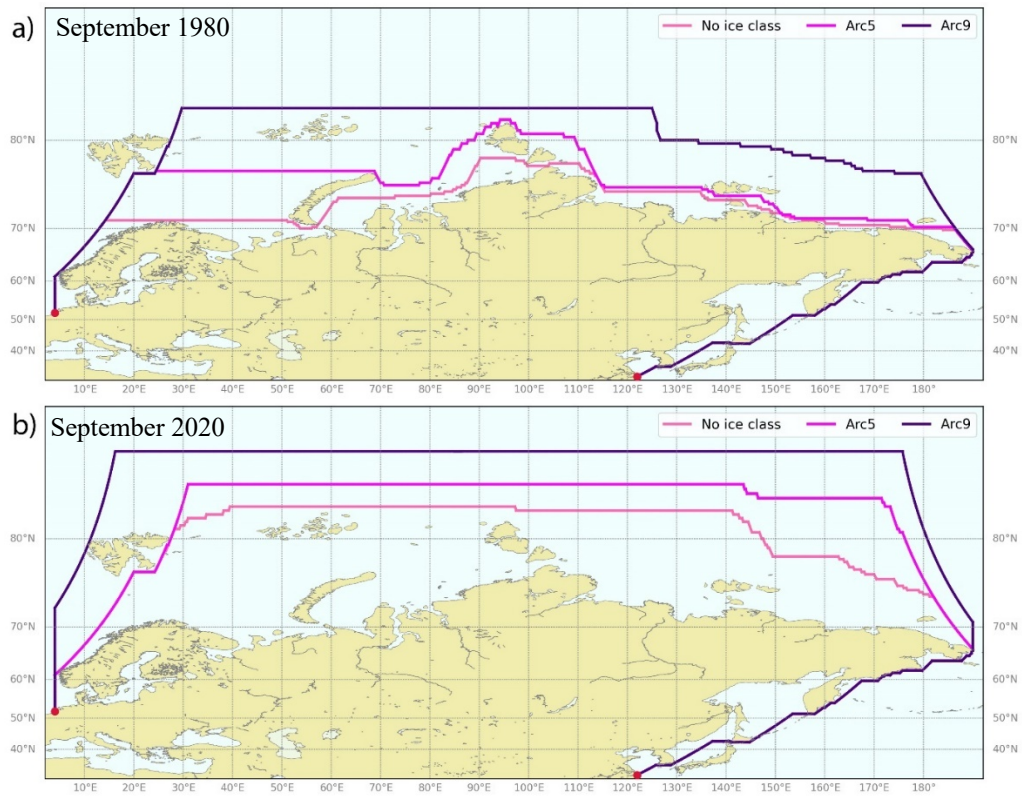 a) September 1980
No ice class Arc5 Arc9
80°N 80°N
70°N 70°N
60°N 60°N
50°N 50°N
40°N 40°N
10°E 20°E 30°E 40°E 50°E 60°E 70°E 80°E 90°E 100°E 110°E 120°E 130°E 140°E 150°E 160°E 170°E 180°
b) September 2020
No ice class Arc5 Arc9
80°N 80°N
70°N 70°N
60°N 60°N
50°N 50°N
40°N 40°N
10°E 20°E 30°E 40°E 50°E 60°E 70°E 80°E 90°E 100°E 110°E 120°E 130°E 140°E 150°E 160°E 170°E 180°